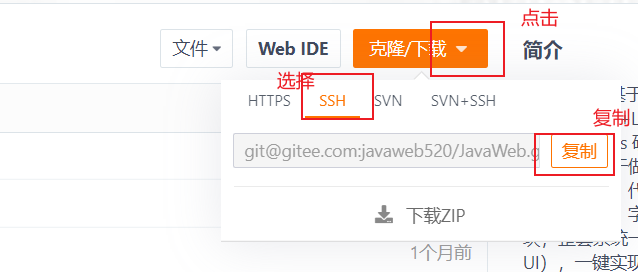 点击
文件 Web IDE 克隆/下载 简介
选择
HTTPS SSH SVN SVN+SSH
复制
git@gitee.com:javaweb520/JavaWeb.g 复制
下载ZIP
1个月前
UI），一键实现